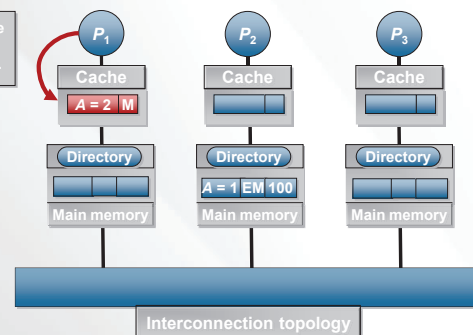 P1
P2
P3
Cache
Cache
Cache
A = 2 M
Directory
Directory
Directory
A = 1 EM 100
Main memory
Main memory
Main memory
Interconnection topology